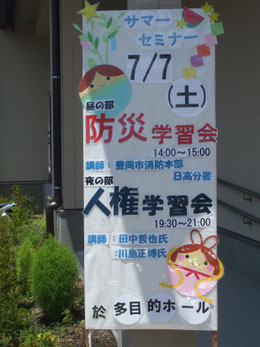 サマー
セミナー
7/7
(土)
昼の部
防災学習会
14:00～15:00
講師：豊岡市消防本部
日高分署
夜の部
人権学習会
19:30～21:00
講師：田中哲也氏
：川島正博氏
於 多目的ホール